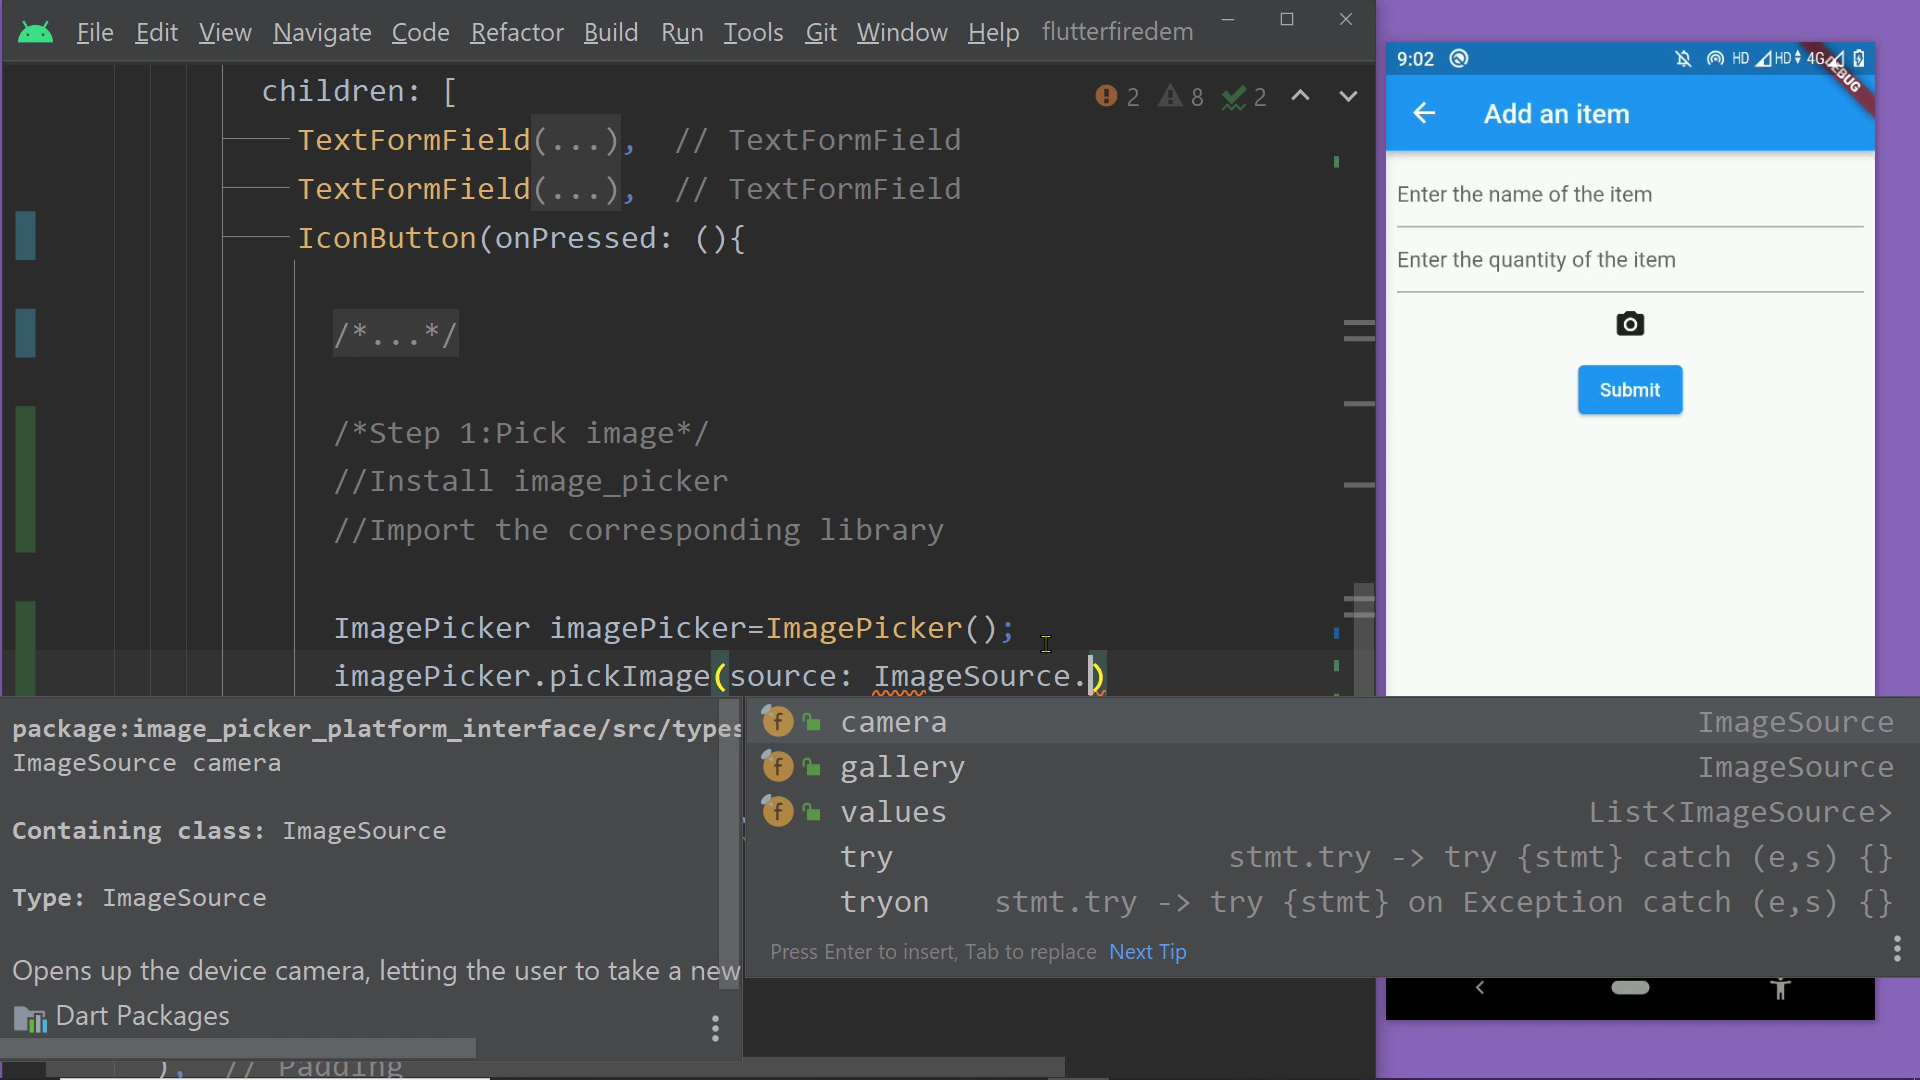 File Edit View Navigate Code Refactor Build Run Tools Git Window Help flutterfiredem
children: [
2 8 2
TextFormField(...), // TextFormField
TextFormField(...), // TextFormField
IconButton(onPressed: (){
/*...*/
/*Step 1:Pick image*/
//Install image_picker
//Import the corresponding library
ImagePicker imagePicker=ImagePicker();
imagePicker.pickImage(source: ImageSource.)
package:image_picker_platform_interface/src/types
ImageSource camera
Containing class: ImageSource
Type: ImageSource
Opens up the device camera, letting the user to take a new
Dart Packages
camera ImageSource
gallery ImageSource
values List<ImageSource>
try stmt.try -> try {stmt} catch (e,s) {}
tryon stmt.try -> try {stmt} on Exception catch (e,s) {}
Press Enter to insert, Tab to replace Next Tip
), // Padding
9:02 HD HD 4G
DEBUG
Add an item
Enter the name of the item
Enter the quantity of the item
Submit